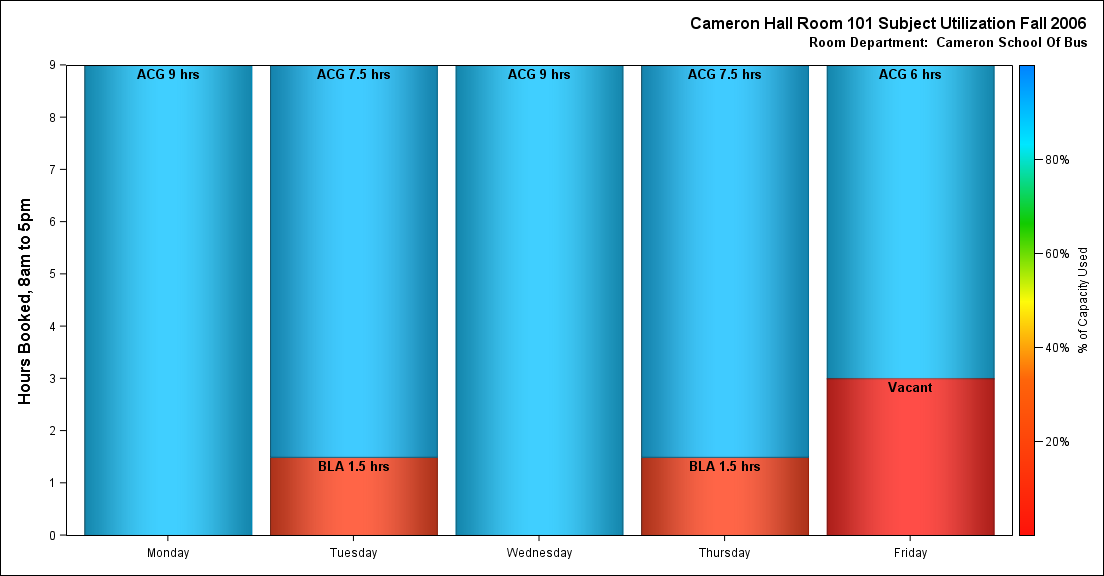 Cameron Hall Room 101 Subject Utilization Fall 2006
Room Department:  Cameron School Of Bus
Hours Booked, 8am to 5pm
9
8
7
6
5
4
3
2
1
0
ACG 9 hrs
ACG 7.5 hrs
BLA 1.5 hrs
ACG 9 hrs
ACG 7.5 hrs
BLA 1.5 hrs
ACG 6 hrs
Vacant
Monday
Tuesday
Wednesday
Thursday
Friday
80%
60%
40%
20%
% of Capacity Used